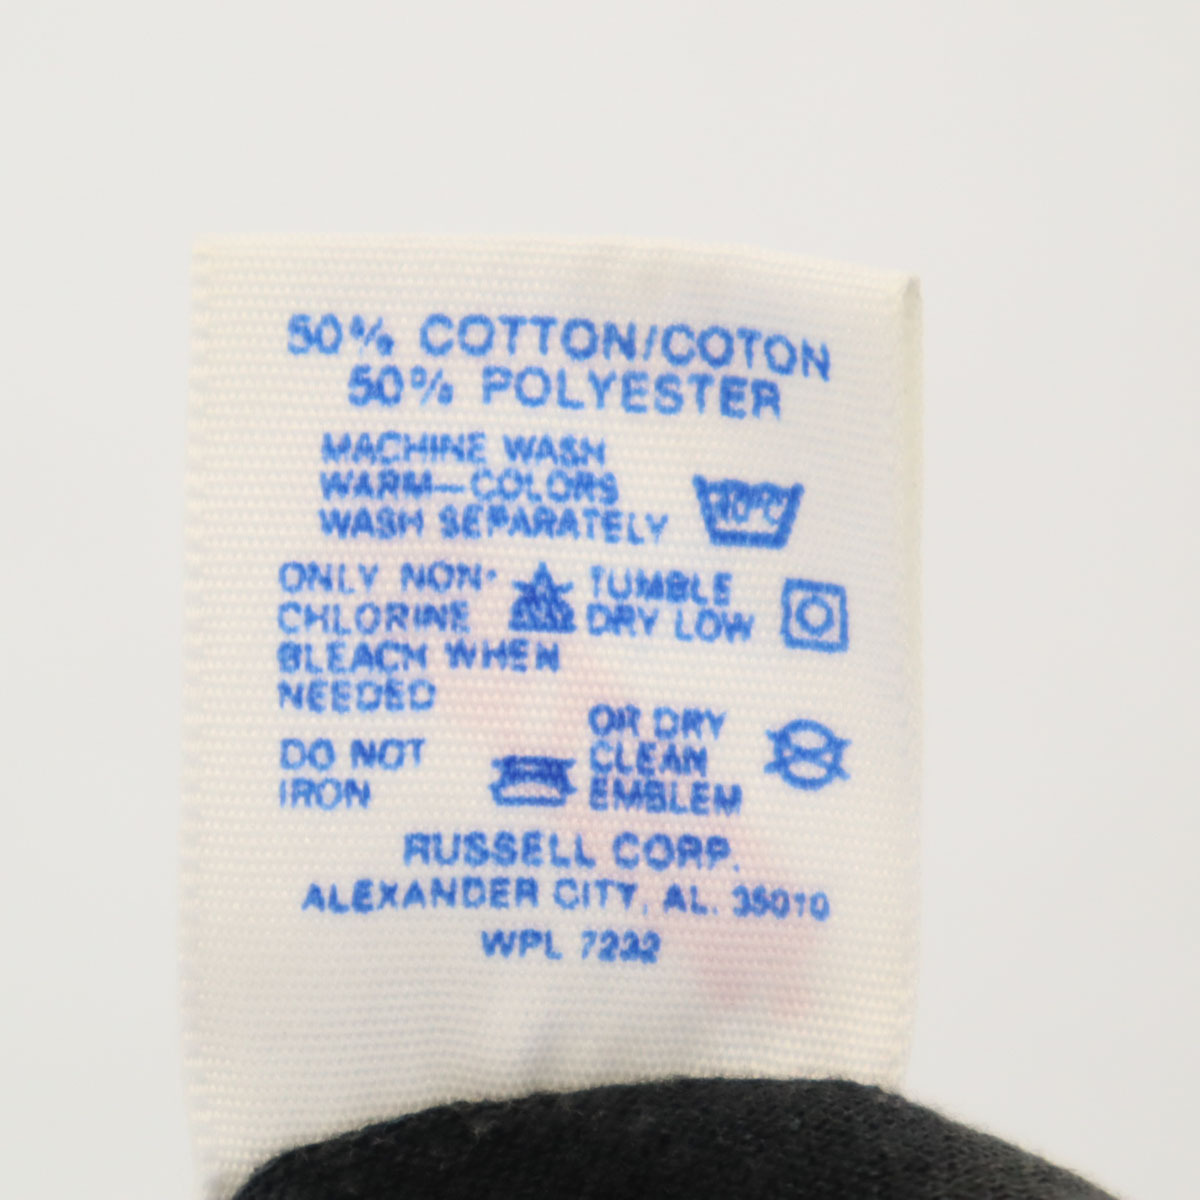 50% COTTON/COTON
50% POLYESTER
MACHINE WASH
WARM—COLORS
WASH SEPARATELY
40°C
ONLY NON-
CHLORINE
BLEACH WHEN
NEEDED
TUMBLE
DRY LOW
DO NOT
IRON
OR DRY
CLEAN
EMBLEM
RUSSELL CORP.
ALEXANDER CITY, AL. 35010
WPL 7232